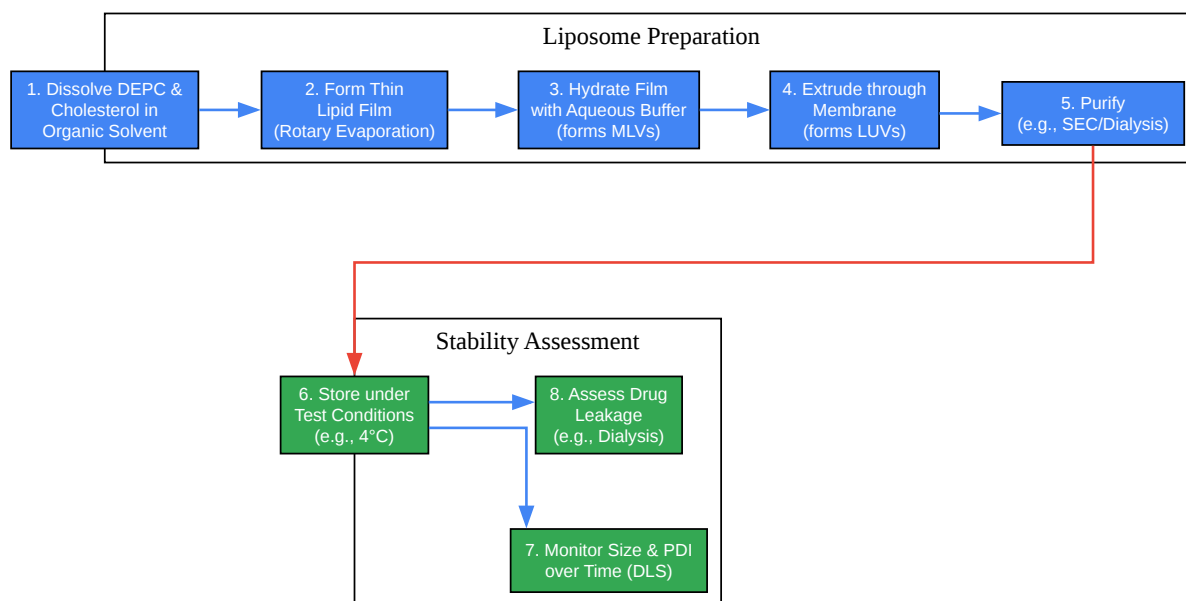 Liposome Preparation
1. Dissolve DEPC &
Cholesterol in
Organic Solvent
2. Form Thin
Lipid Film
(Rotary Evaporation)
3. Hydrate Film
with Aqueous Buffer
(forms MLVs)
4. Extrude through
Membrane
(forms LUVs)
5. Purify
(e.g., SEC/Dialysis)
Stability Assessment
6. Store under
Test Conditions
(e.g., 4°C)
8. Assess Drug
Leakage
(e.g., Dialysis)
7. Monitor Size & PDI
over Time (DLS)